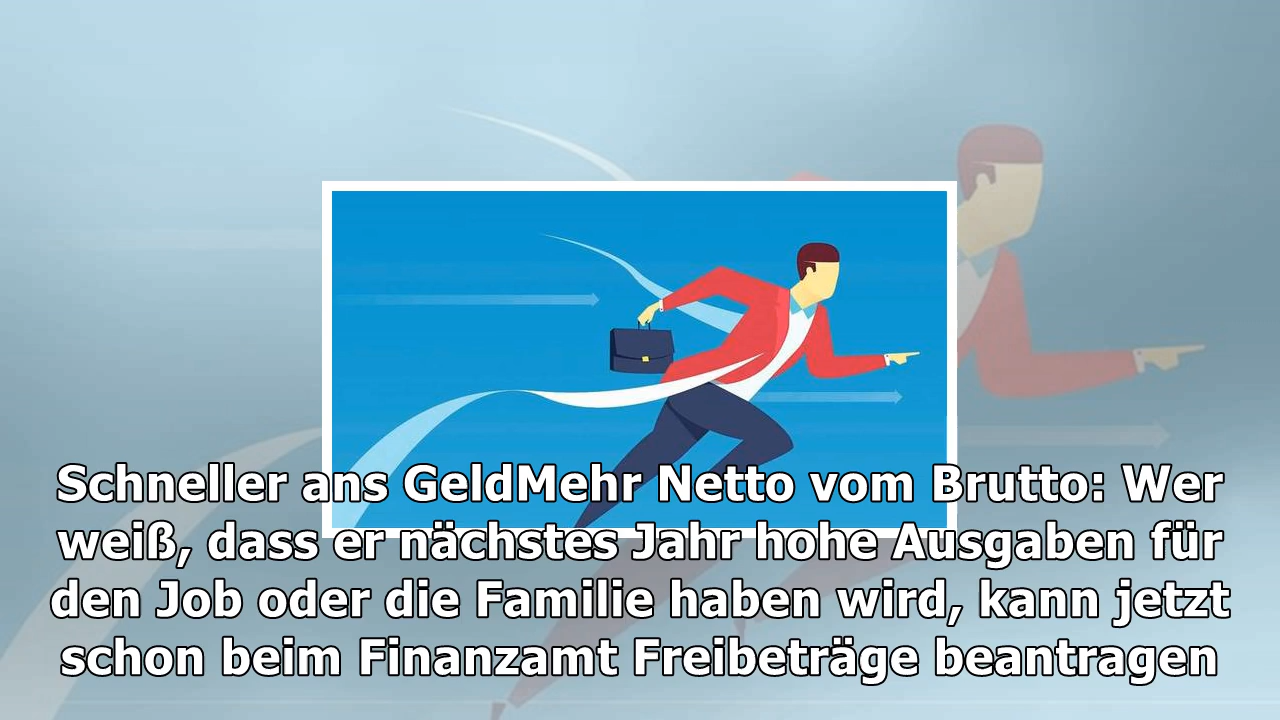 Schneller ans GeldMehr Netto vom Brutto: Wer
weiß, dass er nächstes Jahr hohe Ausgaben für
den Job oder die Familie haben wird, kann jetzt
schon beim Finanzamt Freibeträge beantragen